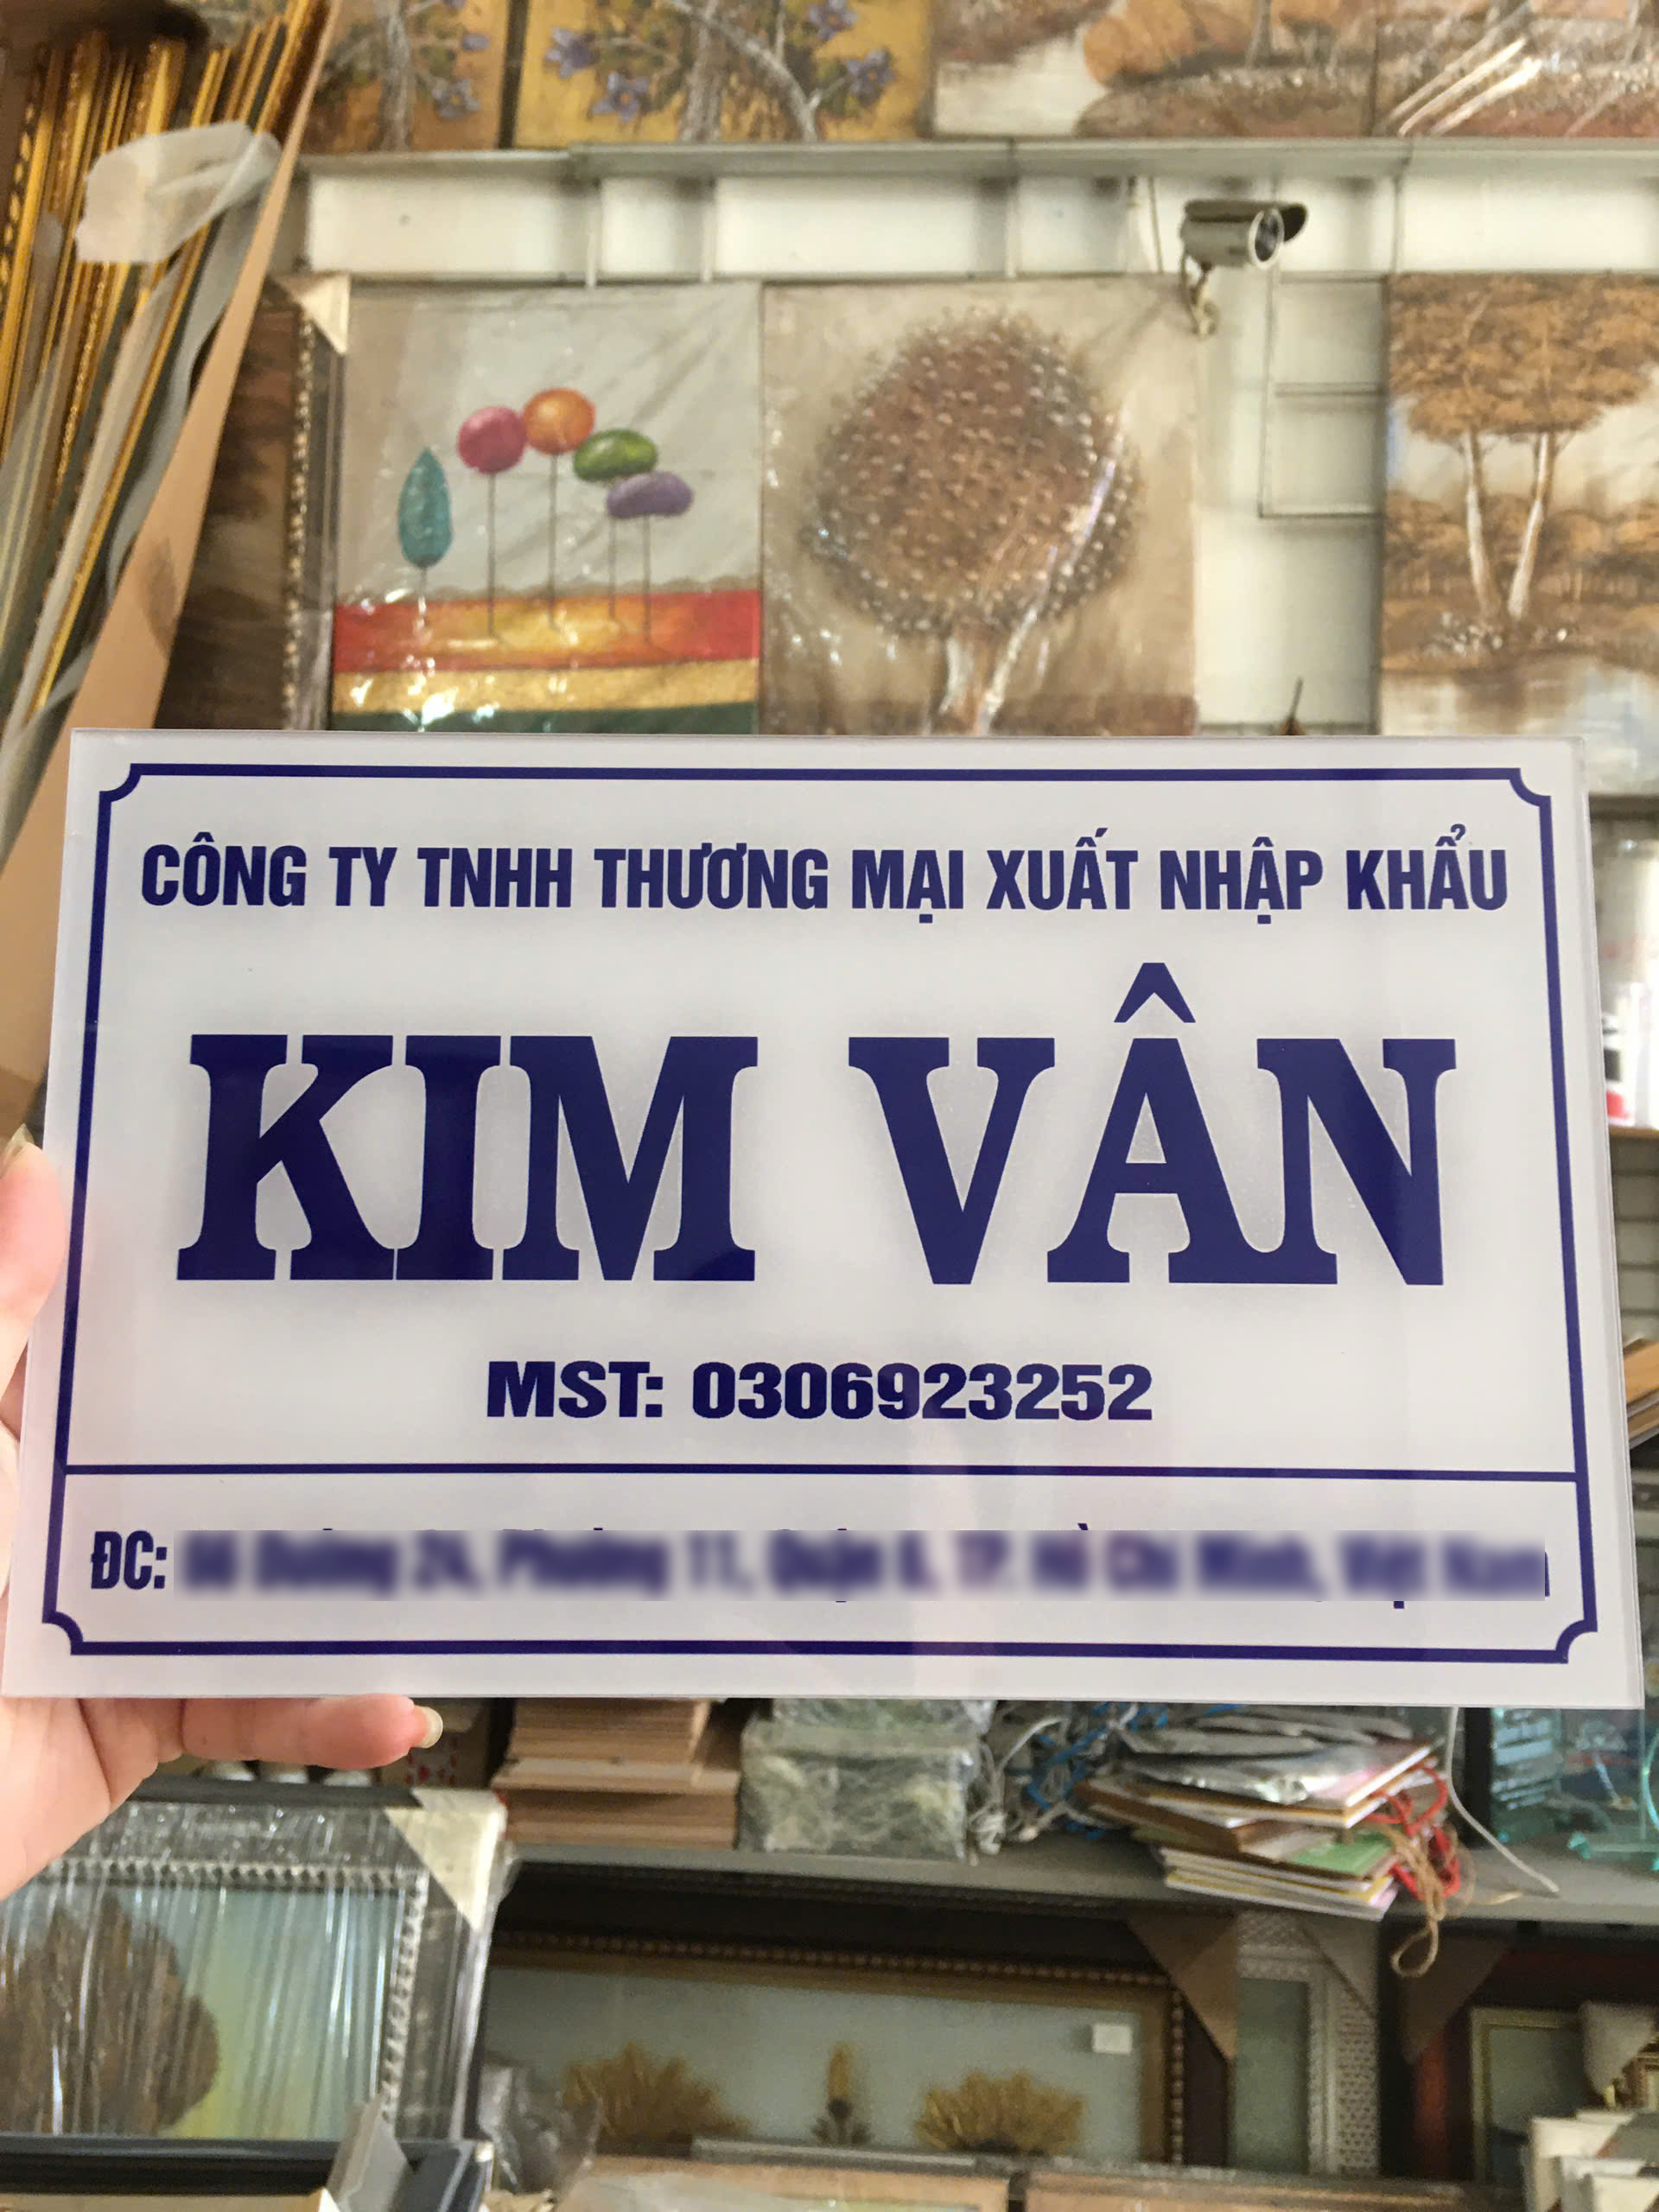 CÔNG TY TNHH THƯƠNG MẠI XUẤT NHẬP KHẨU
KIM VÂN
MST: 0306923252
ĐC: